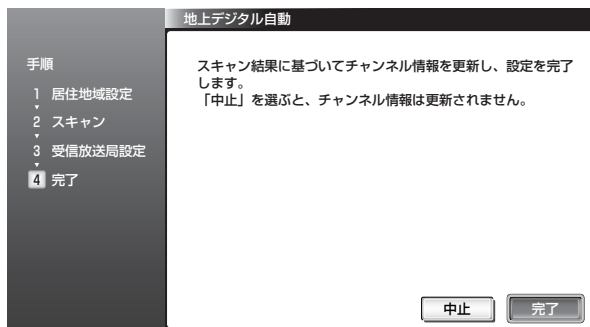 地上デジタル自動
手順
1 居住地域設定
2 スキャン
3 受信放送局設定
4 完了
スキャン結果に基づいてチャンネル情報を更新し、設定を完了
します。
「中止」を選ぶと、チャンネル情報は更新されません。
中止
完了